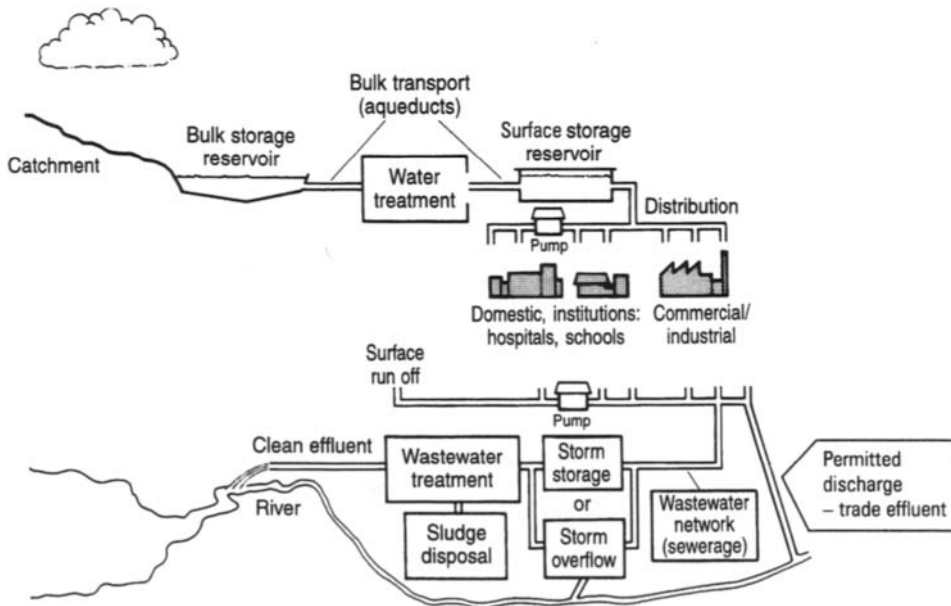 Bulk transport
(aqueducts)
Bulk storage
reservoir
Surface storage
reservoir
Catchment
Water
treatment
Distribution
Pump
Domestic, institutions:
hospitals, schools
Commercial/
industrial
Surface
run off
Pump
Clean effluent
Wastewater
treatment
Storm
storage
or
Storm
overflow
Wastewater
network
(sewerage)
Permitted
discharge
– trade effluent
River
Sludge
disposal